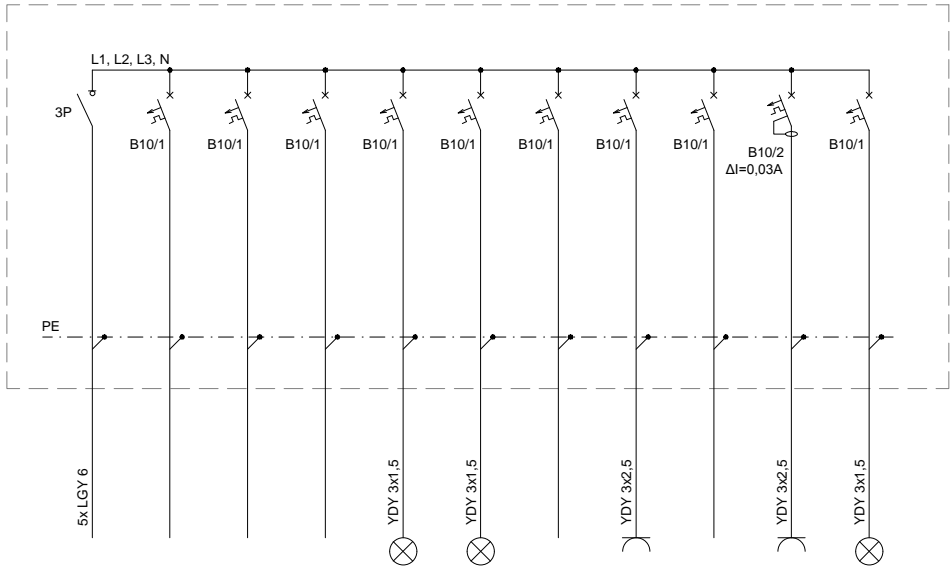 L1, L2, L3, N
3P
B10/1
B10/1
B10/1
B10/1
B10/1
B10/1
B10/1
B10/1
B10/2
ΔI=0,03A
B10/1
PE
5x LGY 6
YDY 3x1,5
YDY 3x1,5
YDY 3x2,5
YDY 3x2,5
YDY 3x1,5